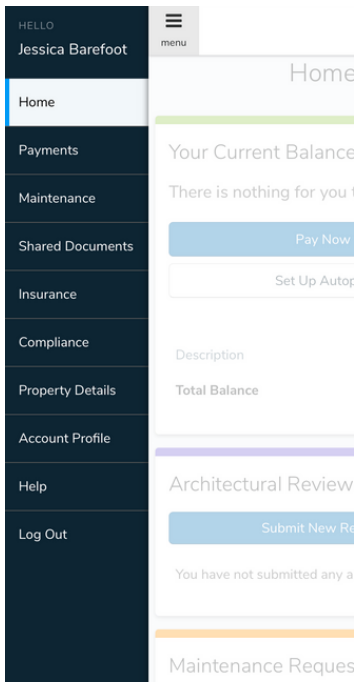 HELLO
Jessica Barefoot
menu
Home
Home
Payments
Maintenance
Shared Documents
Insurance
Compliance
Property Details
Account Profile
Help
Log Out
Your Current Balance
There is nothing for you
Pay Now
Set Up Autop
Description
Total Balance
Architectural Review
Submit New Re
You have not submitted any a
Maintenance Reques